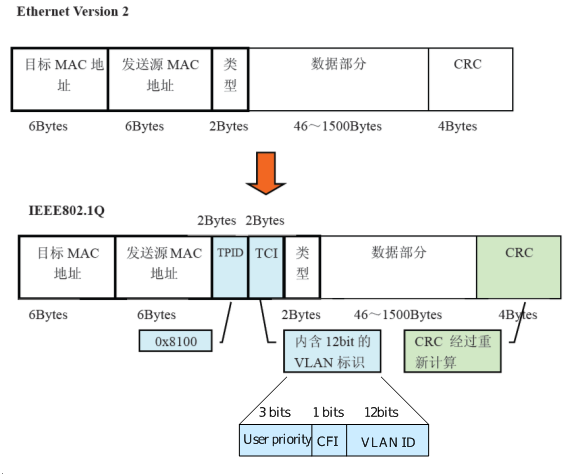 Ethernet Version 2
目标 MAC 地
址
发送源 MAC
地址
类
型
数据部分
CRC
6Bytes
6Bytes
2Bytes
46～1500Bytes
4Bytes
IEEE802.1Q
2Bytes 2Bytes
目标 MAC
地址
发送源 MAC
地址
TPID
TCI
类
型
数据部分
CRC
6Bytes
6Bytes
2Bytes
46～1500Bytes
4Bytes
0x8100
内含 12bit 的
VLAN 标识
CRC 经过重
新计算
3 bits
1 bits
12bits
User priority
CFI
VLAN ID